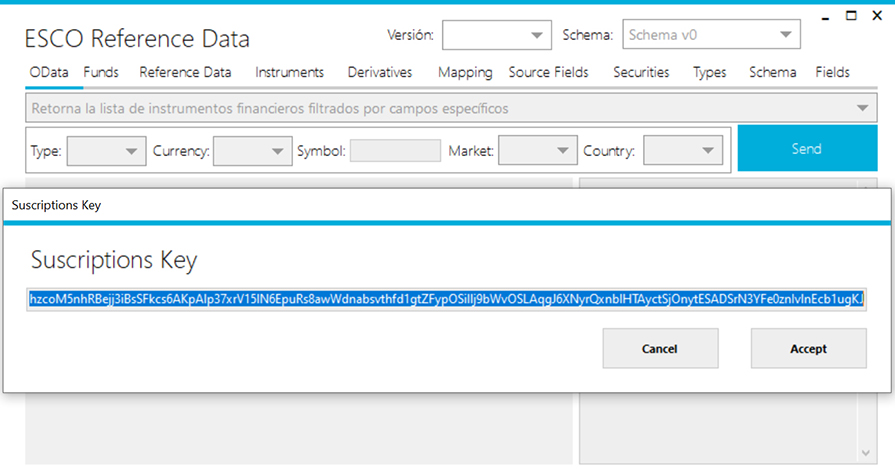 ESCO Reference Data
Versión:
Schema: Schema v0
OData Funds Reference Data Instruments Derivatives Mapping Source Fields Securities Types Schema Fields
Retorna la lista de instrumentos financieros filtrados por campos específicos
Type: Currency: Symbol: Market: Country: Send
Suscriptions Key
Suscriptions Key
Cancel Accept